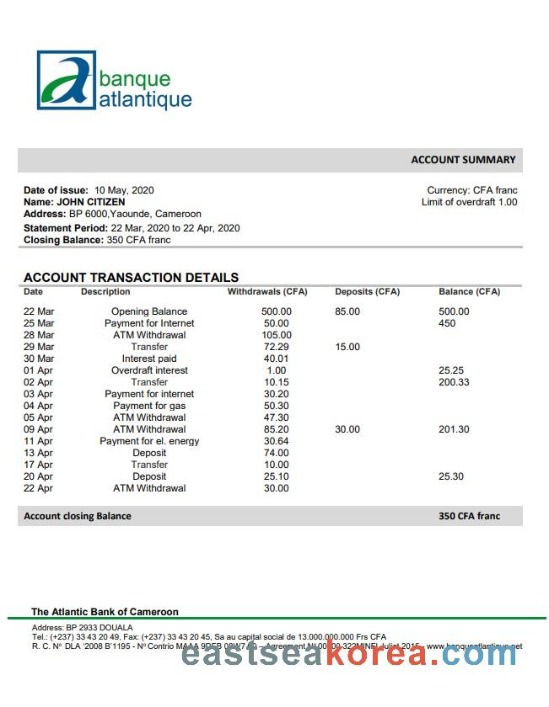 banque
atlantique
ACCOUNT SUMMARY
Date of issue: 10 May, 2020 Currency: CFA franc
Name: JOHN CITIZEN Limit of overdraft 1.00
Address: BP 6000,Yaounde, Cameroon
Statement Period: 22 Mar, 2020 to 22 Apr, 2020
Closing Balance: 350 CFA franc
ACCOUNT TRANSACTION DETAILS
Date Description Withdrawals (CFA) Deposits (CFA) Balance (CFA)
22 Mar Opening Balance 500.00 85.00 500.00
25 Mar Payment for Internet 50.00 450
28 Mar ATM Withdrawal 105.00
29 Mar Transfer 72.29 15.00
30 Mar Interest paid 40.01
01 Apr Overdraft interest 1.00 25.25
02 Apr Transfer 10.15 200.33
03 Apr Payment for internet 30.20
04 Apr Payment for gas 50.30
05 Apr ATM Withdrawal 47.30
09 Apr ATM Withdrawal 85.20 30.00 201.30
11 Apr Payment for el. energy 30.64
13 Apr Deposit 74.00
17 Apr Transfer 10.00
20 Apr Deposit 25.10 25.30
22 Apr ATM Withdrawal 30.00
Account closing Balance 350 CFA franc
The Atlantic Bank of Cameroon
Address: BP 2933 DOUALA
Tel.: (+237) 33 43 20 49, Fax: (+237) 33 43 20 45, Sa au capital social de 13.000.000.000 Frs CFA
R. C. N° DLA '2008 B'1195 - N° Contrio www.banqueatlantique.net
eastseakorea.com